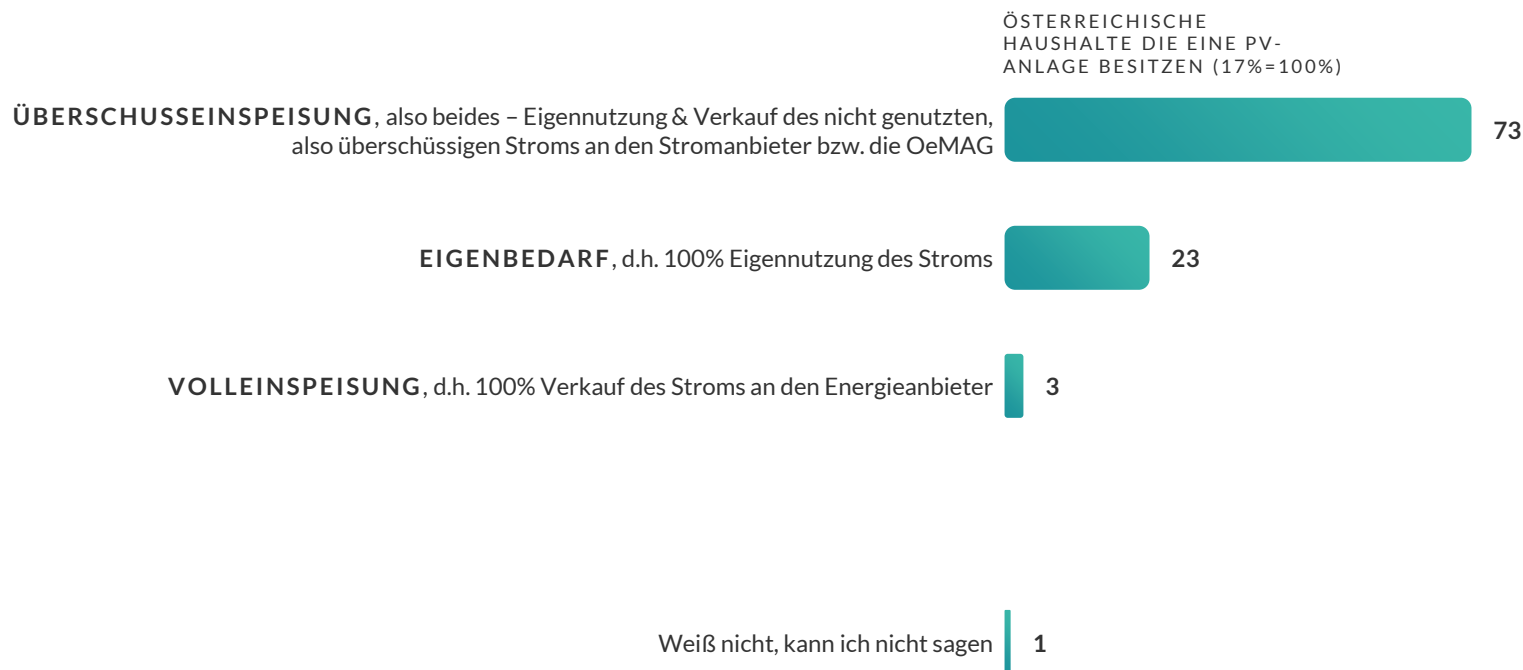 ÖSTERREICHISCHE
HAUSHALTE DIE EINE PV-
ANLAGE BESITZEN (17%=100%)
ÜBERSCHUSSEINSPEISUNG, also beides – Eigennutzung & Verkauf des nicht genutzten,
also überschüssigen Stroms an den Stromanbieter bzw. die OeMAG
73
EIGENBEDARF, d.h. 100% Eigennutzung des Stroms
23
VOLLEINSPEISUNG, d.h. 100% Verkauf des Stroms an den Energieanbieter
3
Weiß nicht, kann ich nicht sagen
1